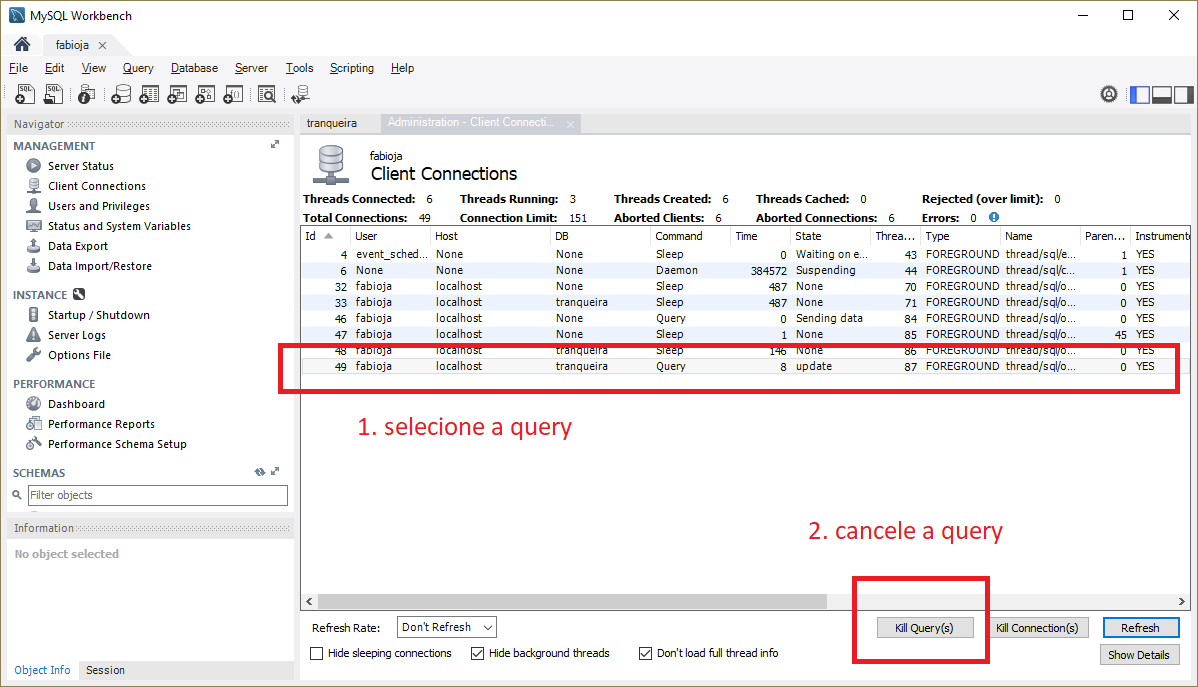 MySQL Workbench
fabioja
File Edit View Query Database Server Tools Scripting Help
Navigator
MANAGEMENT
Server Status
Client Connections
Users and Privileges
Status and System Variables
Data Export
Data Import/Restore
INSTANCE
Startup / Shutdown
Server Logs
Options File
PERFORMANCE
Dashboard
Performance Reports
Performance Schema Setup
SCHEMAS
Filter objects
Information
No object selected
Object Info Session
tranqueira Administration - Client Connecti...
fabioja
Client Connections
Threads Connected: 6 Threads Running: 3 Threads Created: 6 Threads Cached: 0 Rejected (over limit): 0
Total Connections: 49 Connection Limit: 151 Aborted Clients: 6 Aborted Connections: 6 Errors: 0
Id User Host DB Command Time State Threa... Type Name Paren... Instrumente
4 event_sched... None None Sleep 0 Waiting on e... 43 FOREGROUND thread/sql/e... 1 YES
6 None None None Daemon 384572 Suspending 44 FOREGROUND thread/sql/c... 1 YES
32 fabioja localhost None Sleep 487 None 70 FOREGROUND thread/sql/o... 0 YES
33 fabioja localhost tranqueira Sleep 487 None 71 FOREGROUND thread/sql/o... 0 YES
46 fabioja localhost None Query 0 Sending data 84 FOREGROUND thread/sql/o... 0 YES
47 fabioja localhost None Sleep 1 None 85 FOREGROUND thread/sql/o... 45 YES
48 fabioja localhost tranqueira Sleep 146 None 86 FOREGROUND thread/sql/o... 0 YES
49 fabioja localhost tranqueira Query 8 update 87 FOREGROUND thread/sql/o... 0 YES
1. selecione a query
2. cancele a query
Refresh Rate: Don't Refresh Kill Query(s) Kill Connection(s) Refresh
Hide sleeping connections Hide background threads Don't load full thread info Show Details